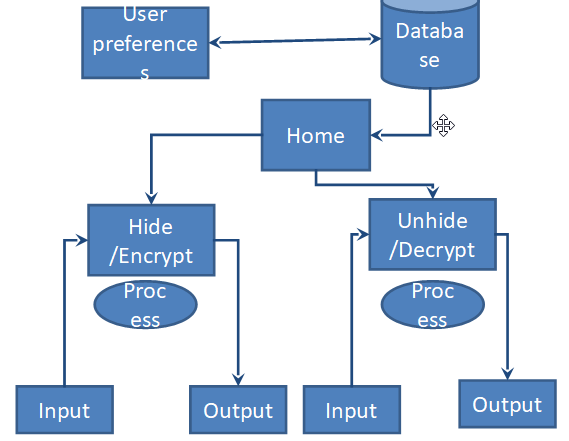 User
preference
s
Databa
se
Home
Hide
/Encrypt
Unhide
/Decrypt
Proc
ess
Proc
ess
Input
Output
Input
Output